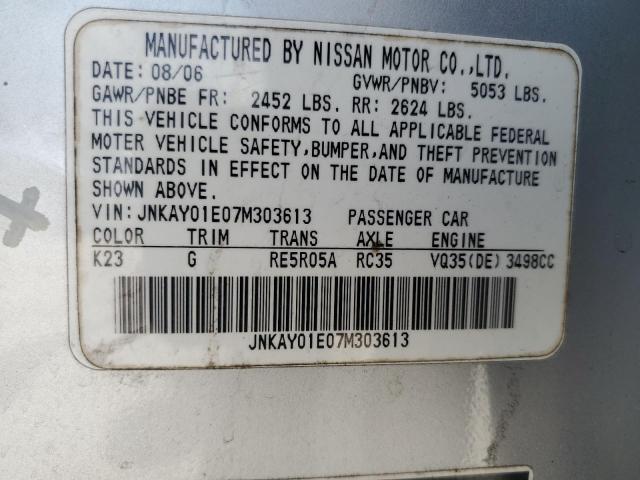 MANUFACTURED BY NISSAN MOTOR CO.,LTD.
DATE: 08/06 GVWR/PNBV: 5053 LBS.
GAWR/PNBE FR: 2452 LBS. RR: 2624 LBS.
THIS VEHICLE CONFORMS TO ALL APPLICABLE FEDERAL
MOTER VEHICLE SAFETY,BUMPER,AND THEFT PREVENTION
STANDARDS IN EFFECT ON THE DATE OF MANUFACTURE
SHOWN ABOVE.
VIN:JNKAY01E07M303613 PASSENGER CAR
COLOR TRIM TRANS AXLE ENGINE
K23 G RE5R05A RC35 VQ35(DE) 3498CC
JNKAY01E07M303613